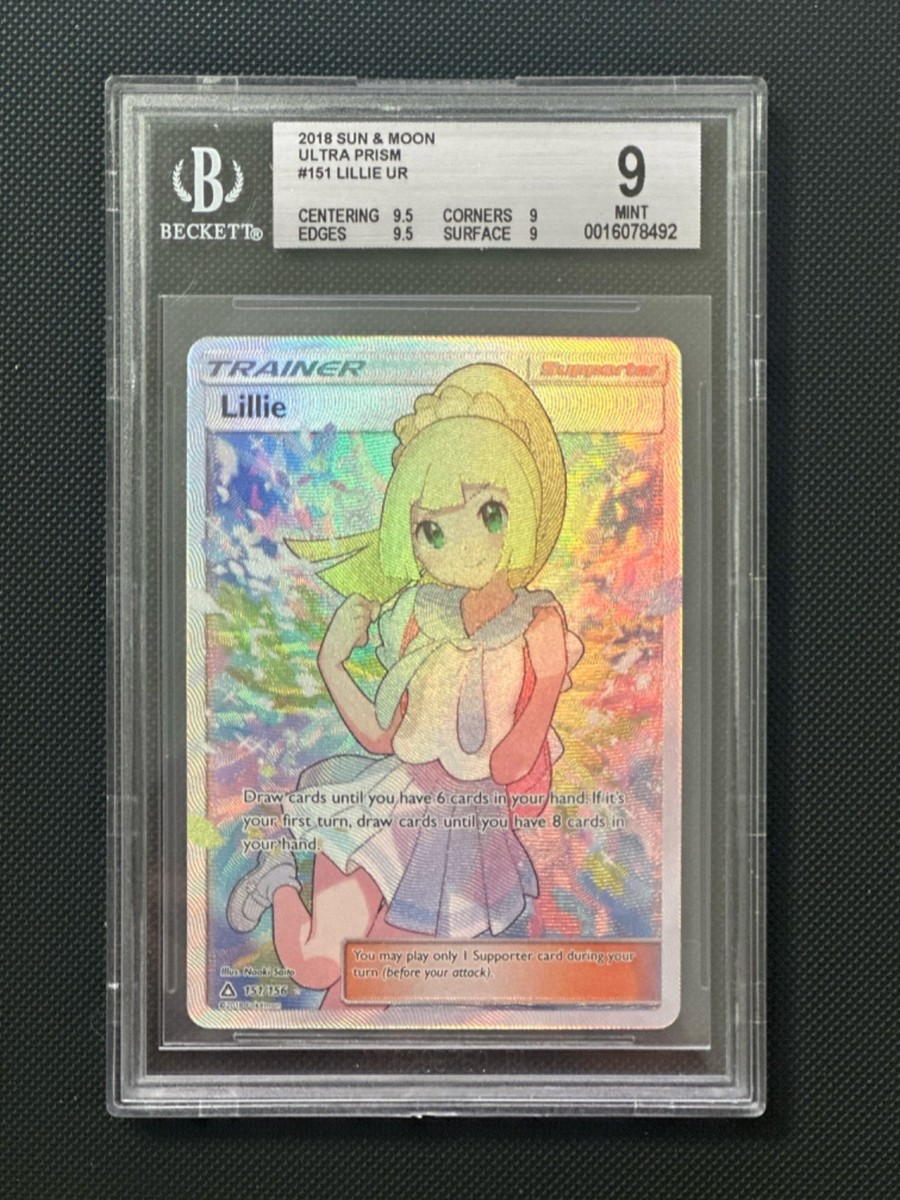 2018 SUN & MOON
ULTRA PRISM
#151 LILLIE UR
CENTERING 9.5 CORNERS 9
EDGES 9.5 SURFACE 9
9
MINT
0016078492
B
BECKETT®
TRAINER Supporter
Lillie
Draw cards until you have 6 cards in your hand. If it's
your first turn, draw cards until you have 8 cards in
your hand.
You may play only 1 Supporter card during your
turn (before your attack).
Illus. Naoki Saito
151/156
©2018 Pokémon